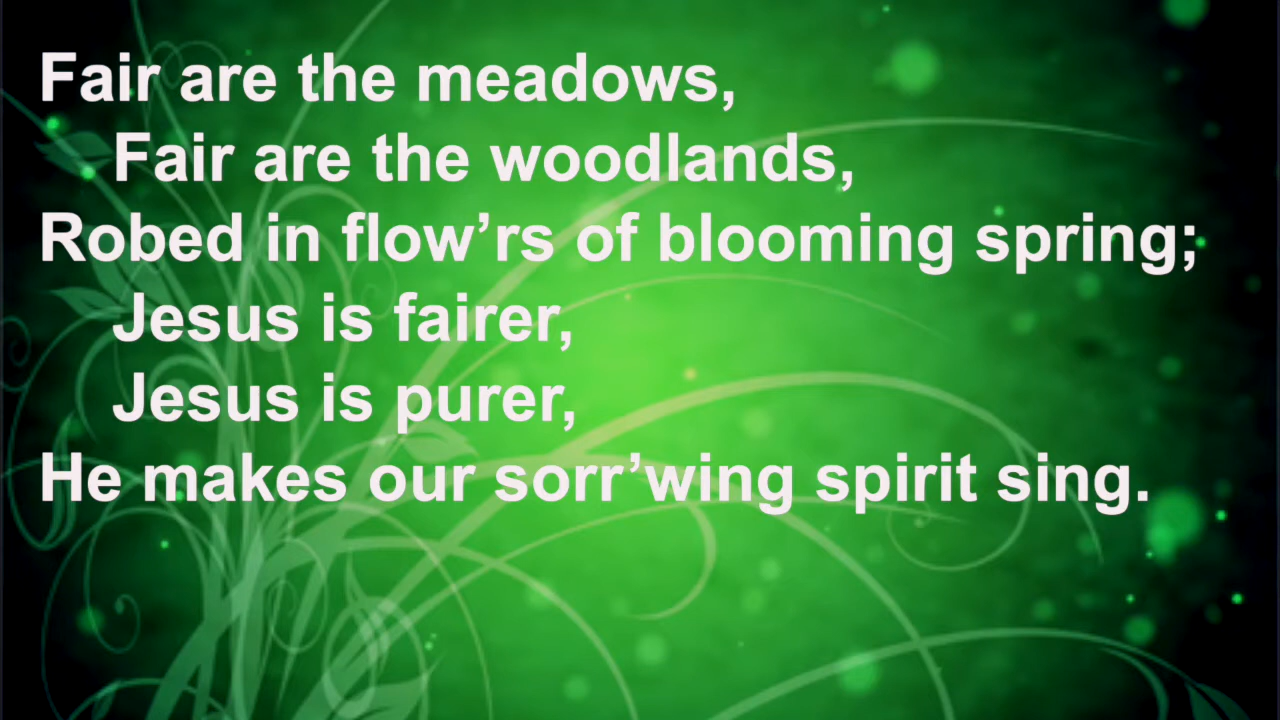 Fair are the meadows,
Fair are the woodlands,
Robed in flow’rs of blooming spring;
Jesus is fairer,
Jesus is purer,
He makes our sorr’wing spirit sing.